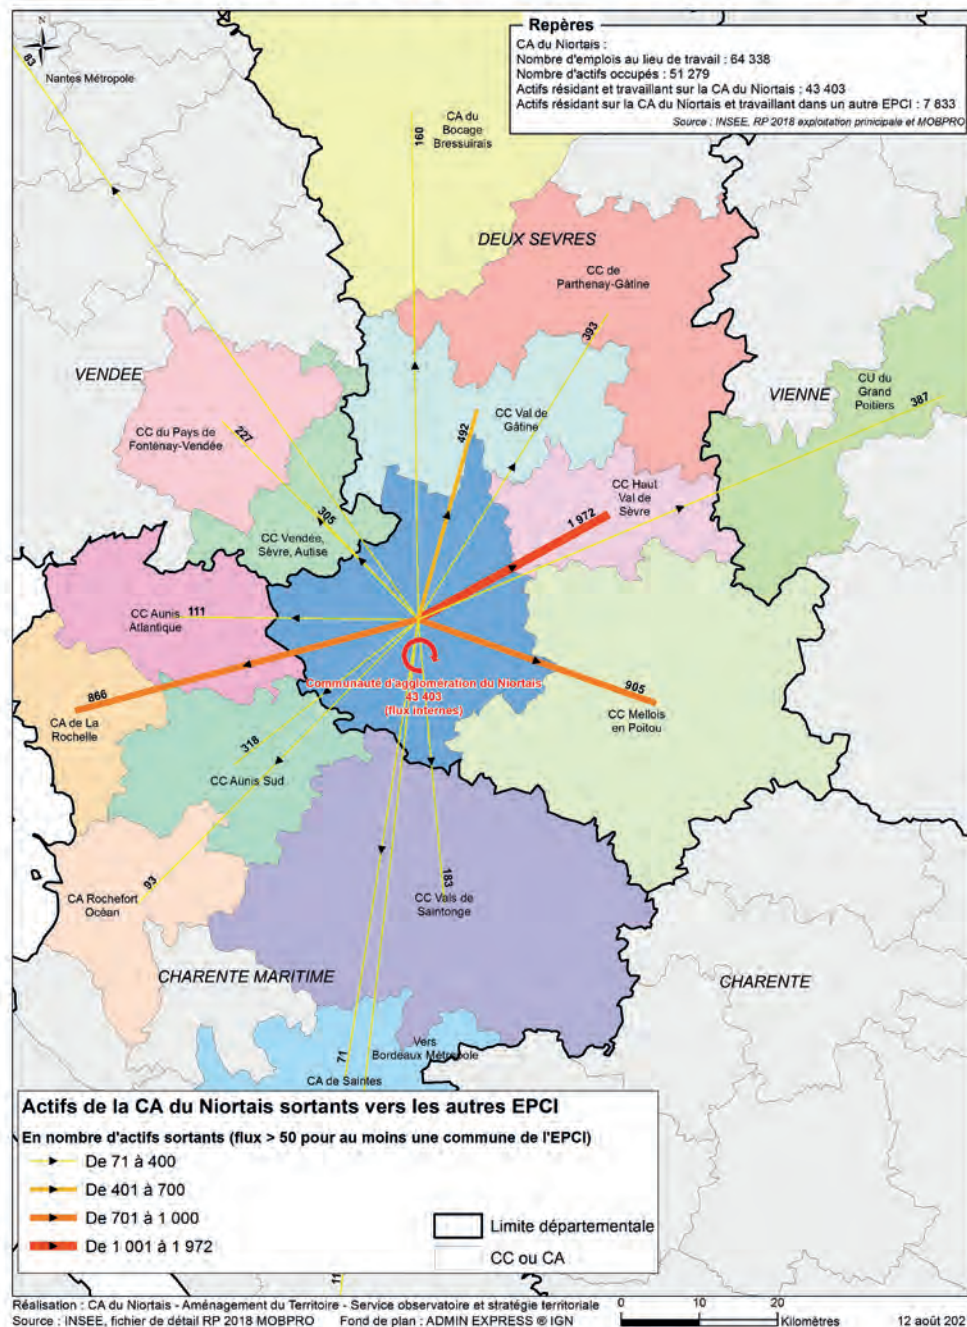 Repères
CA du Niortais :
Nombre d'emplois au lieu de travail : 64 338
Nombre d'actifs occupés : 51 279
Actifs résidant et travaillant sur la CA du Niortais : 43 403
Actifs résidant sur la CA du Niortais et travaillant dans un autre EPCI : 7 833
Source : INSEE, RP 2018 exploitation prinicipale et MOBPRO
N
83
Nantes Métropole
CA du
Bocage
Bressuirais
160
DEUX SEVRES
CC de
Parthenay-Gâtine
393
VENDEE
VIENNE
CU du
Grand
Poitiers
387
CC Val de
Gâtine
492
CC du Pays de
Fontenay-Vendée
227
CC Haut
Val de
Sèvre
1 972
305
CC Vendée,
Sèvre, Autise
CC Aunis
Atlantique
111
Communauté d'agglomération du Niortais
43 403
(flux internes)
866
CA de La
Rochelle
905
CC Mellois
en Poitou
318
CC Aunis Sud
93
CA Rochefort
Océan
183
CC Vals de
Saintonge
CHARENTE MARITIME
CHARENTE
71
Vers
Bordeaux Métropole
CA de Saintes
Actifs de la CA du Niortais sortants vers les autres EPCI
En nombre d'actifs sortants (flux > 50 pour au moins une commune de l'EPCI)
De 71 à 400
De 401 à 700
De 701 à 1 000
De 1 001 à 1 972
Limite départementale
CC ou CA
Réalisation : CA du Niortais - Aménagement du Territoire - Service observatoire et stratégie territoriale
Source : INSEE, fichier de détail RP 2018 MOBPRO Fond de plan : ADMIN EXPRESS ® IGN
0 10 20
Kilomètres
12 août 202